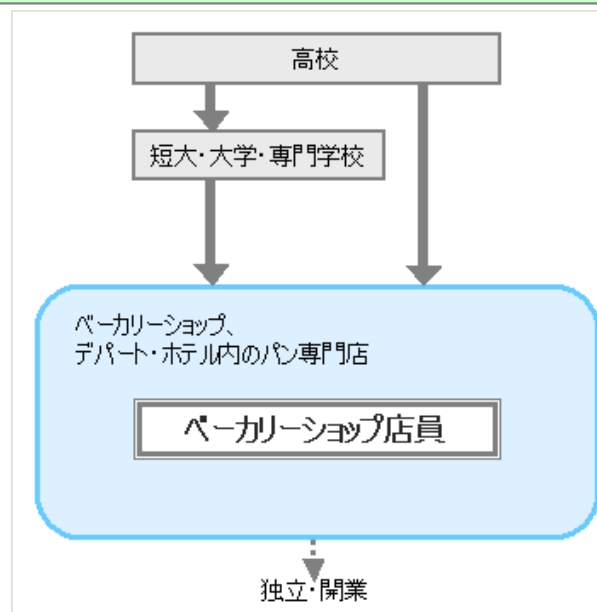 高校
短大・大学・専門学校
ベーカリーショップ、
デパート・ホテル内のパン専門店
ベーカリーショップ店員
独立・開業